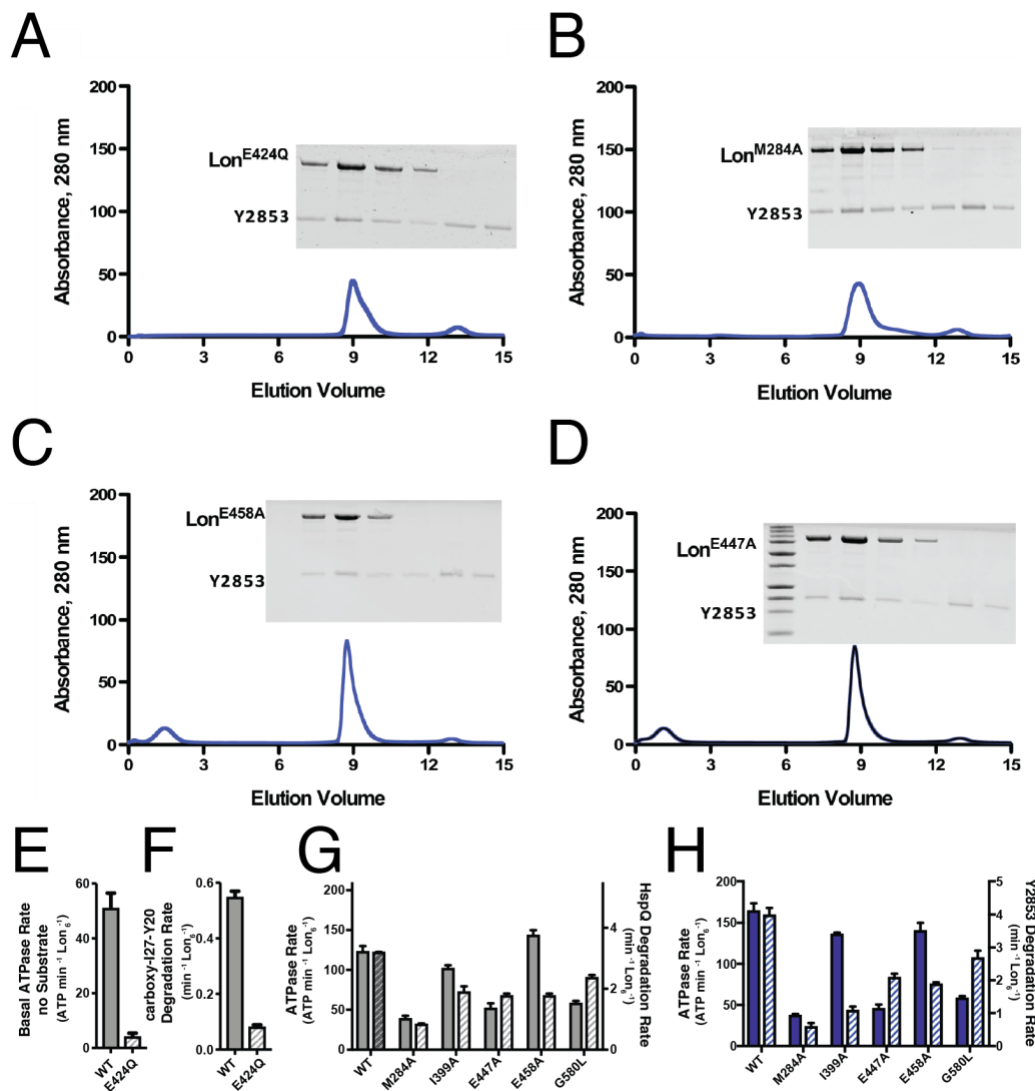 A
200
150
100
50
0
Absorbance, 280 nm
Lon^E424Q
Y2853
0 3 6 9 12 15
Elution Volume
B
200
150
100
50
0
Absorbance, 280 nm
Lon^M284A
Y2853
0 3 6 9 12 15
Elution Volume
C
200
150
100
50
0
Absorbance, 280 nm
Lon^E458A
Y2853
0 3 6 9 12 15
Elution Volume
D
200
150
100
50
0
Absorbance, 280 nm
Lon^E447A
Y2853
0 3 6 9 12 15
Elution Volume
E
Basal ATPase Rate
no Substrate
(ATP min⁻¹ Lon₆⁻¹)
60
40
20
0
WT
E424Q
F
carboxy-I27-Y20
Degradation Rate
(min⁻¹ Lon₆⁻¹)
0.6
0.4
0.2
0.0
WT
E424Q
G
ATPase Rate
(ATP min⁻¹ Lon₆⁻¹)
200
150
100
50
0
WT
M284A
I399A
E447A
E458A
G580L
4
2
0
HspQ Degradation Rate
(min⁻¹ Lon₆⁻¹)
H
ATPase Rate
(ATP min⁻¹ Lon₆⁻¹)
200
150
100
50
0
WT
M284A
I399A
E447A
E458A
G580L
5
4
3
2
1
0
Y2853 Degradation Rate
(min⁻¹ Lon₆⁻¹)